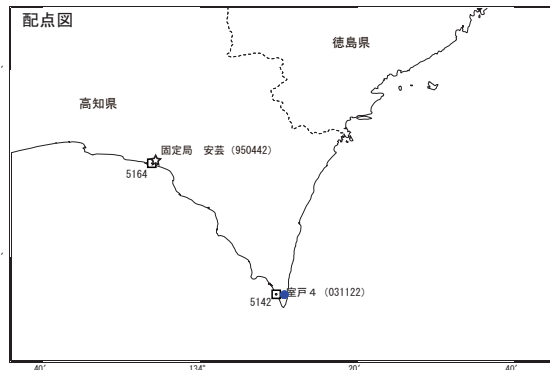 配点図
徳島県
高知県
固定局 安芸（950442）
5164
室戸４（031122）
5142
40′ 134° 20′ 40′